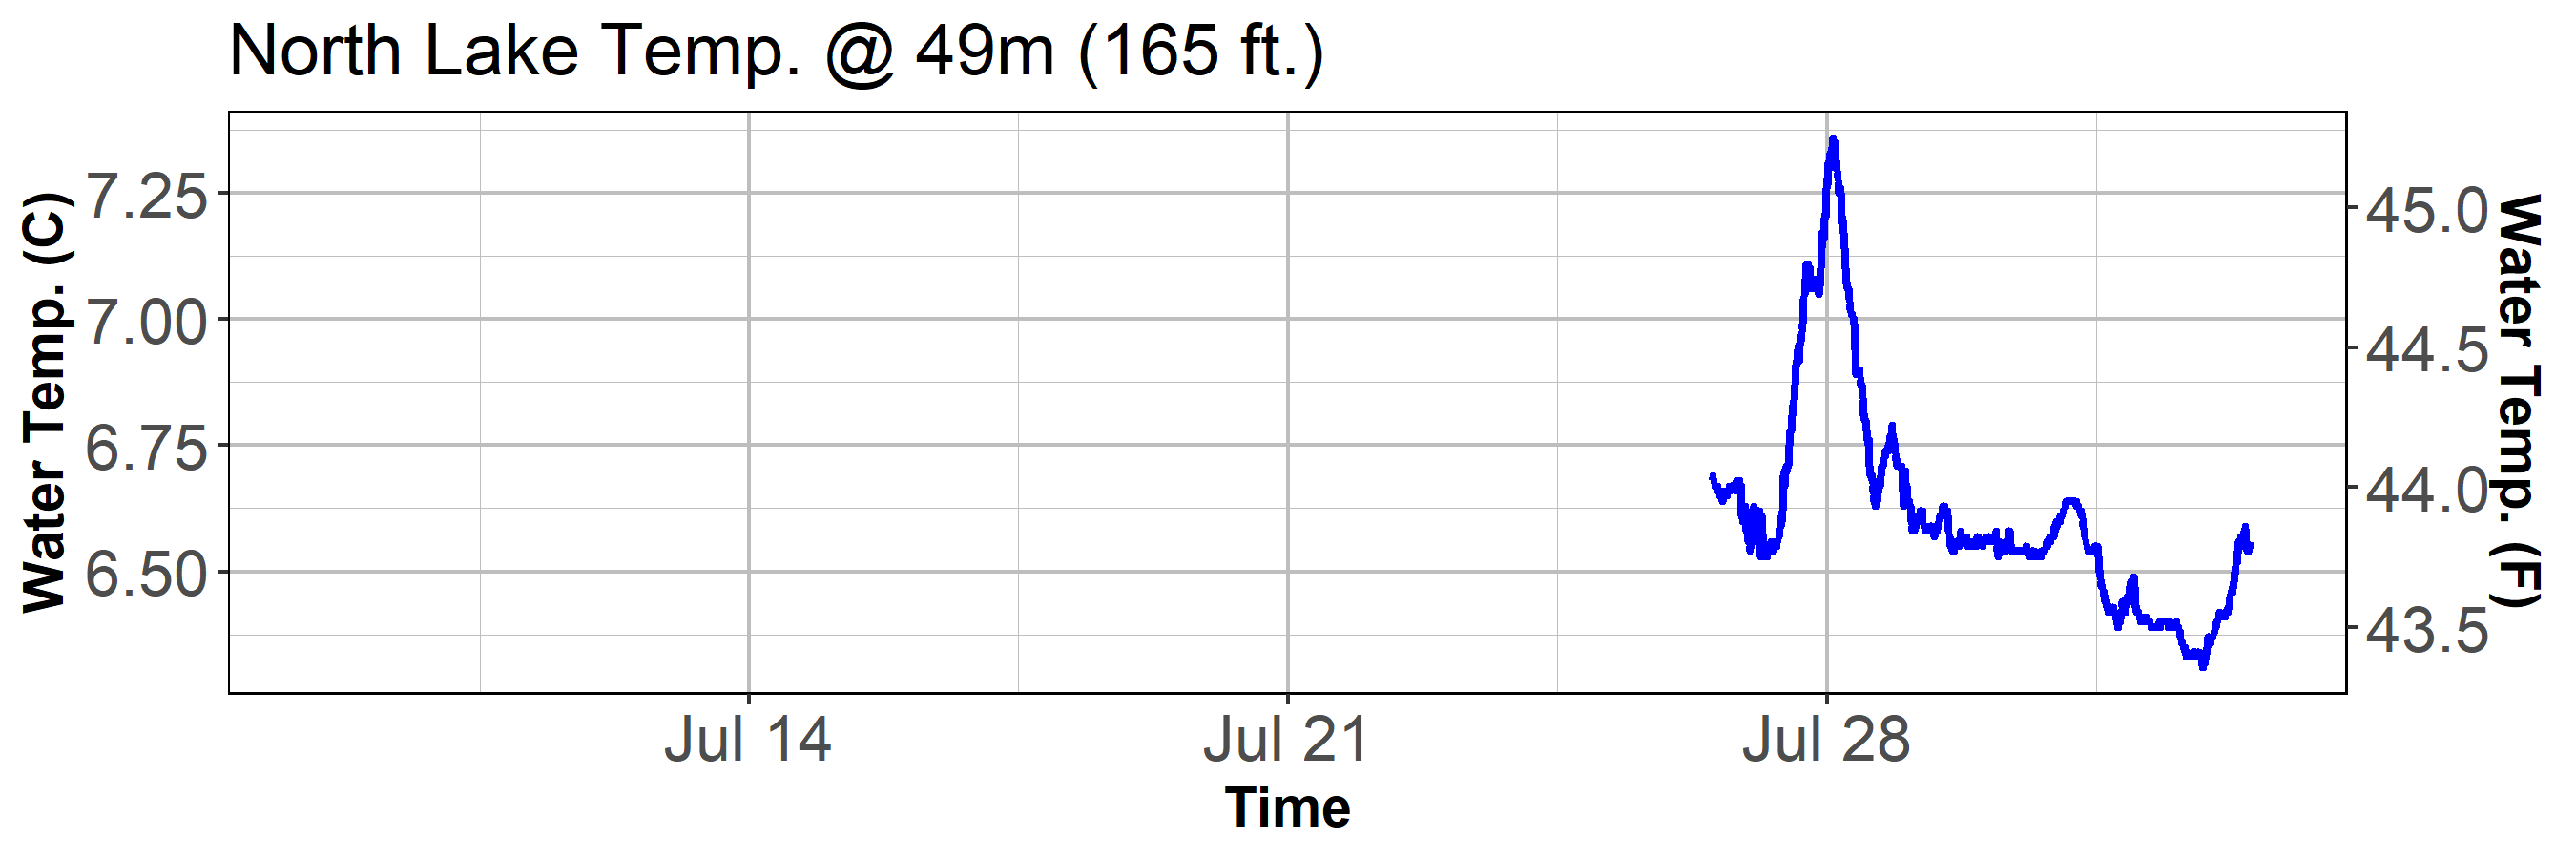 North Lake Temp. @ 49m (165 ft.)
Water Temp. (C)
7.25
7.00
6.75
6.50
45.0
44.5
44.0
43.5
Water Temp. (F)
Jul 14
Jul 21
Jul 28
Time